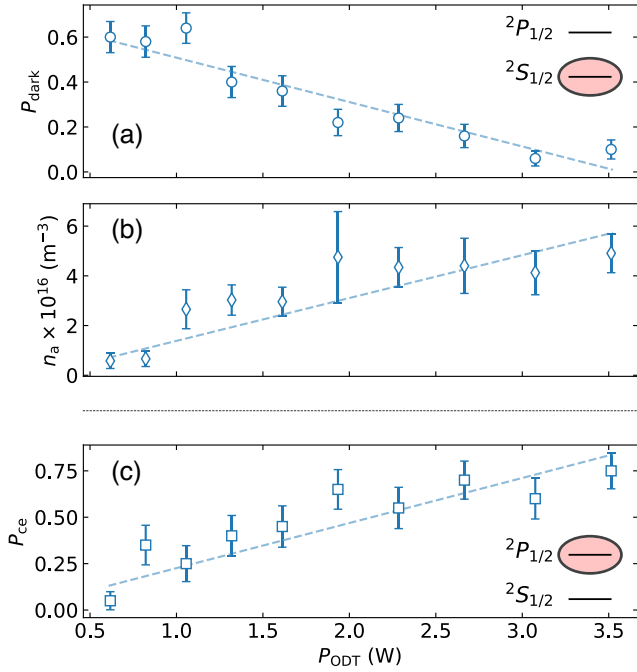 0.6
0.4
0.2
0.0
P_dark
(a)
²P₁/₂
²S₁/₂
6
4
2
0
nₐ × 10¹⁶ (m⁻³)
(b)
0.75
0.50
0.25
0.00
P_ce
(c)
²P₁/₂
²S₁/₂
0.5 1.0 1.5 2.0 2.5 3.0 3.5
P_ODT (W)